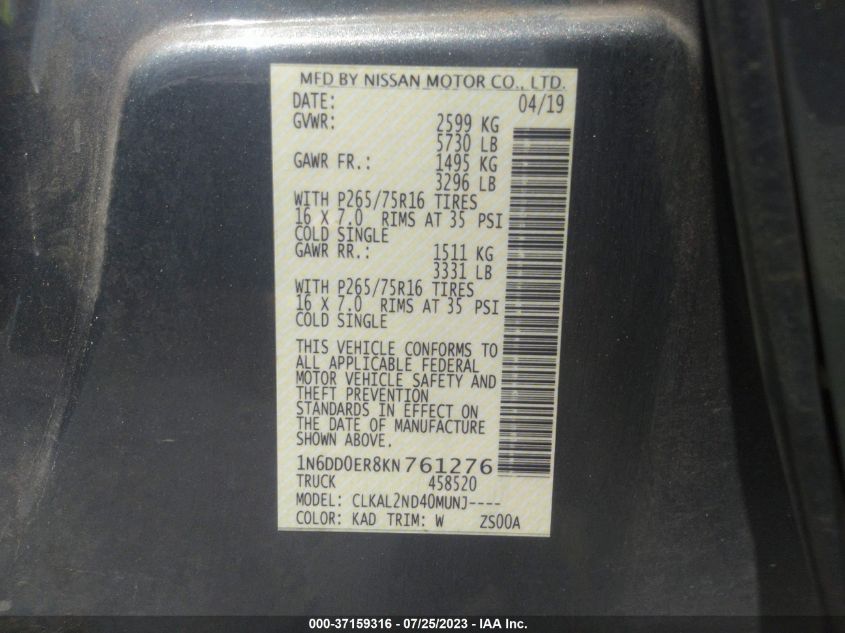 MFD BY NISSAN MOTOR CO., LTD.
DATE: 04/19
GVWR: 2599 KG
5730 LB
GAWR FR.: 1495 KG
3296 LB
WITH P265/75R16 TIRES
16 X 7.0 RIMS AT 35 PSI
COLD SINGLE
GAWR RR.: 1511 KG
3331 LB
WITH P265/75R16 TIRES
16 X 7.0 RIMS AT 35 PSI
COLD SINGLE
THIS VEHICLE CONFORMS TO
ALL APPLICABLE FEDERAL
MOTOR VEHICLE SAFETY AND
THEFT PREVENTION
STANDARDS IN EFFECT ON
THE DATE OF MANUFACTURE
SHOWN ABOVE.
1N6DD0ER8KN761276
TRUCK 458520
MODEL: CLKAL2ND40MUNJ----
COLOR: KAD TRIM: W ZS00A
000-37159316 - 07/25/2023 - IAA Inc.